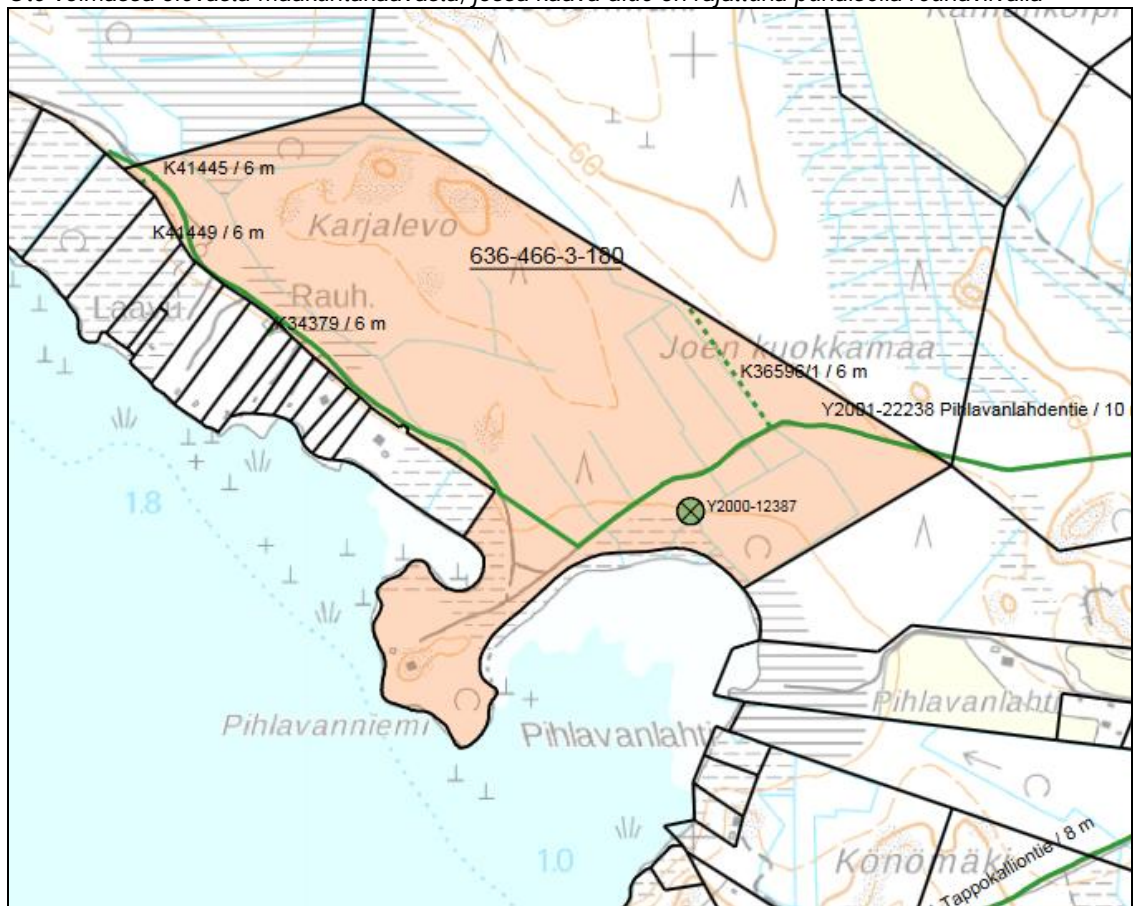 60
K41445 / 6 m
Karjalevo
K41449 / 6 m
636-466-3-180
Rauh.
K34379 / 6 m
Joen kuokkamaa
K36596/1 / 6 m
Y2001-22238 Pihlavanlahdentie / 10
1.8
Y2000-12387
Pihlavanniemi
Pihlavanlahti
Pihlavanlahti
1.0
Könömäki
Tappokalliontie / 8 m